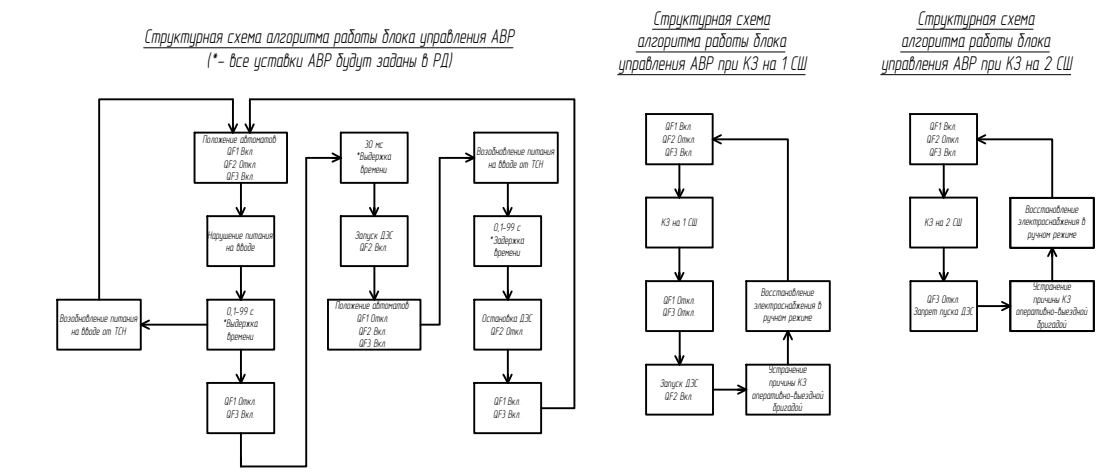 Структурная схема алгоритма работы блока управления АВР
(*- все уставки АВР будут заданы в РД)
Положение автоматов
QF1 Вкл.
QF2 Откл.
QF3 Вкл.
Нарушение питания
на вводе
0,1-99 с
*Выдержка
времени
Возобновление питания
на вводе от ТСН
QF1 Откл.
QF3 Вкл.
30 мс
*Выдержка
времени
Запуск ДЭС
QF2 Вкл.
Положение автоматов
QF1 Откл.
QF2 Вкл.
QF3 Вкл.
Возобновление питания
на вводе от ТСН
0,1-99 с
*Задержка
времени
Остановка ДЭС
QF2 Откл.
QF1 Вкл.
QF3 Вкл.
Структурная схема
алгоритма работы блока
управления АВР при КЗ на 1 СШ
QF1 Вкл.
QF2 Откл.
QF3 Вкл.
КЗ на 1 СШ
QF1 Откл.
QF3 Откл.
Запуск ДЭС
QF2 Вкл.
Устранение
причины КЗ
оперативно-выездной
бригадой
Восстановление
электроснабжения в
ручном режиме
Структурная схема
алгоритма работы блока
управления АВР при КЗ на 2 СШ
QF1 Вкл.
QF2 Откл.
QF3 Вкл.
КЗ на 2 СШ
QF3 Откл.
Запрет пуска ДЭС
Устранение
причины КЗ
оперативно-выездной
бригадой
Восстановление
электроснабжения в
ручном режиме